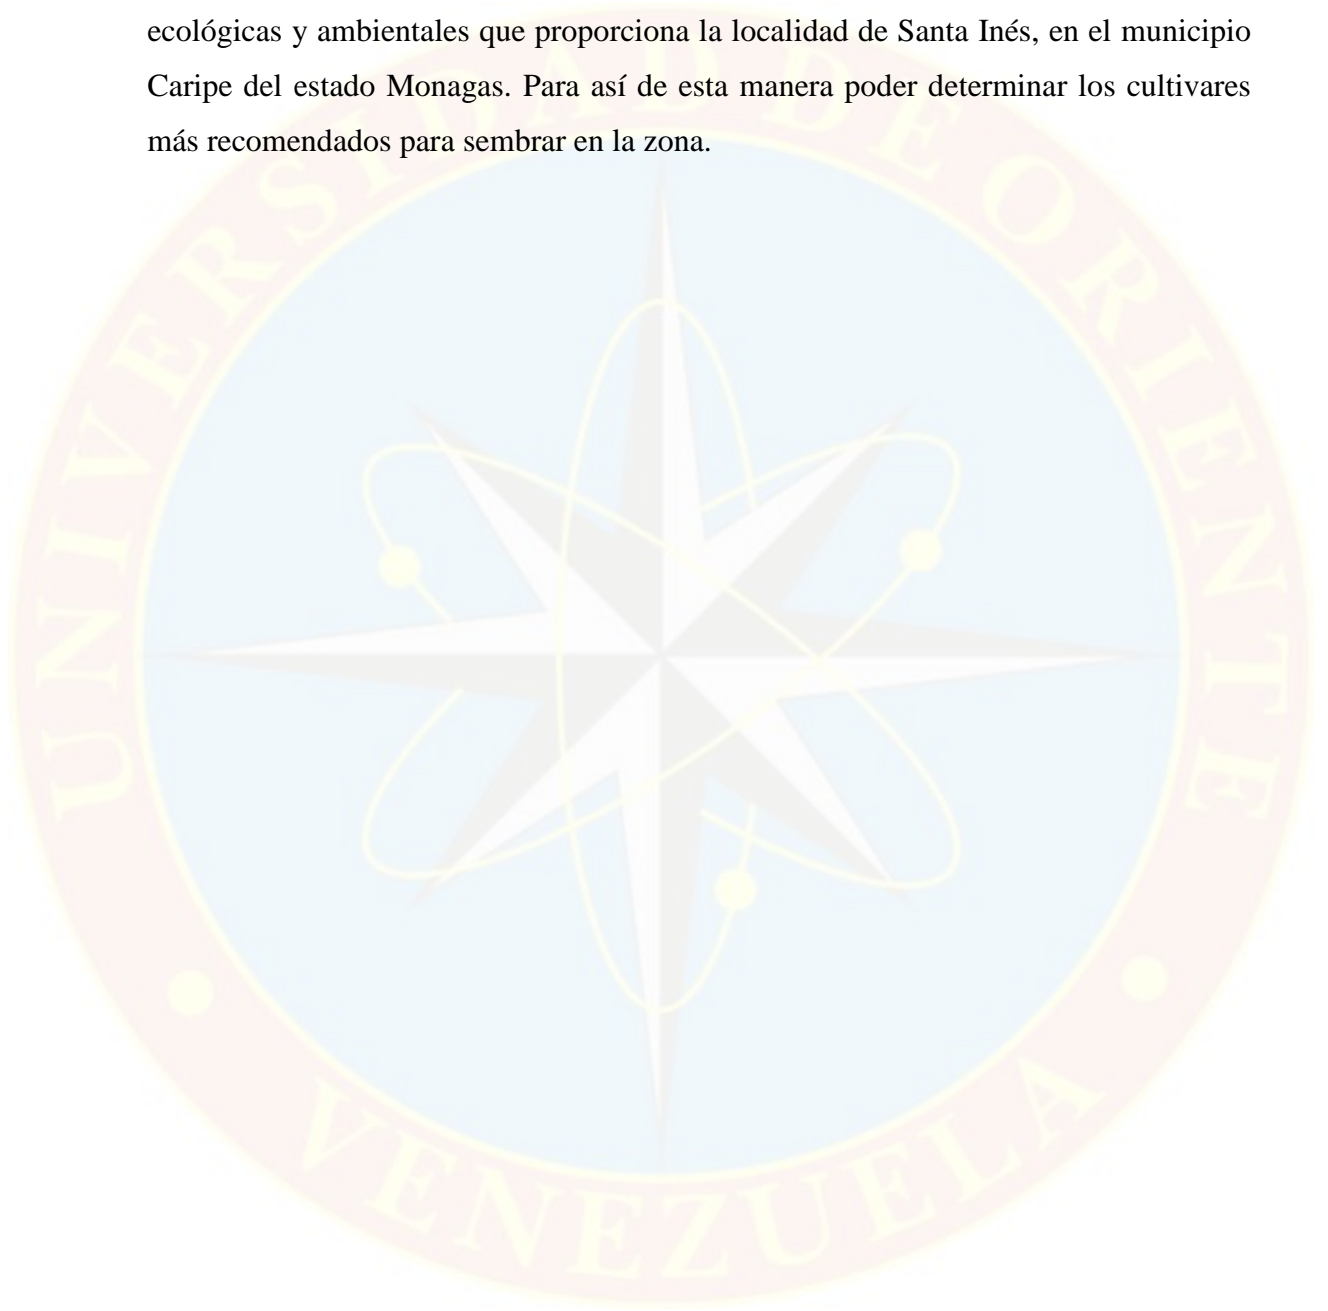 ecológicas y ambientales que proporciona la localidad de Santa Inés, en el municipio
Caripe del estado Monagas. Para así de esta manera poder determinar los cultivares
más recomendados para sembrar en la zona.
UNIVERSIDAD DE ORIENTE
VENEZUELA